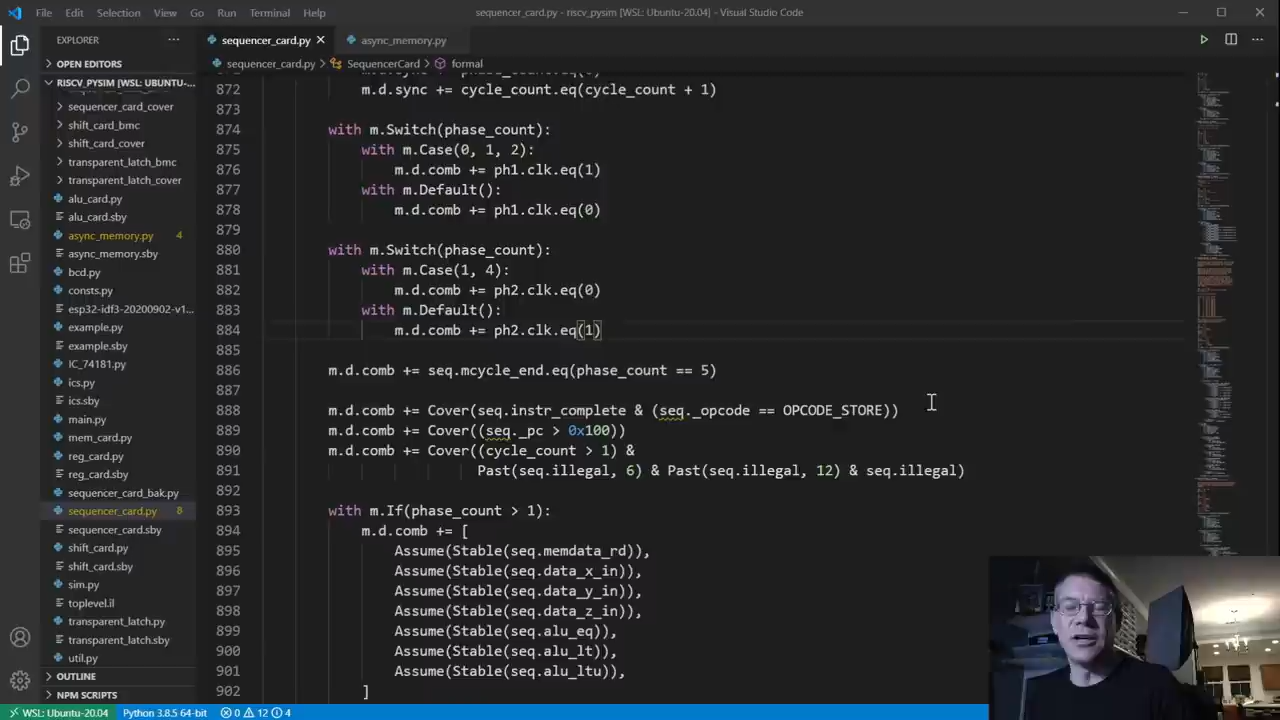 File Edit Selection View Go Run Terminal Help
sequencer_card.py - riscv_pysim [WSL: Ubuntu-20.04] - Visual Studio Code
EXPLORER
OPEN EDITORS
RISCV_PYSIM [WSL: UBUNTU-...
sequencer_card_cover
shift_card_bmc
shift_card_cover
transparent_latch_bmc
transparent_latch_cover
alu_card.py
alu_card.sby
async_memory.py 4
async_memory.sby
bcd.py
consts.py
example.py
example.sby
IC_74181.py
ics.py
ics.sby
main.py
mem_card.py
reg_card.py
reg_card.sby
sequencer_card_bak.py
sequencer_card.py 8
sequencer_card.sby
shift_card.py
shift_card.sby
sim.py
toplevel.il
transparent_latch.py
transparent_latch.sby
util.py
OUTLINE
NPM SCRIPTS
sequencer_card.py
async_memory.py
sequencer_card.py > SequencerCard > formal
872 m.d.sync += cycle_count.eq(cycle_count + 1)
873
874 with m.Switch(phase_count):
875 with m.Case(0, 1, 2):
876 m.d.comb += ph1_clk.eq(1)
877 with m.Default():
878 m.d.comb += ph1_clk.eq(0)
879
880 with m.Switch(phase_count):
881 with m.Case(1, 4):
882 m.d.comb += ph2_clk.eq(0)
883 with m.Default():
884 m.d.comb += ph2_clk.eq(1)
885
886 m.d.comb += seq.mcycle_end.eq(phase_count == 5)
887
888 m.d.comb += Cover(seq.instr_complete & (seq._opcode == OPCODE_STORE))
889 m.d.comb += Cover((seq._pc > 0x100))
890 m.d.comb += Cover((cycle_count > 1) &
891 Past(seq.illegal, 6) & Past(seq.illegal, 12) & seq.illegal)
892
893 with m.If(phase_count > 1):
894 m.d.comb += [
895 Assume(Stable(seq.memdata_rd)),
896 Assume(Stable(seq.data_x_in)),
897 Assume(Stable(seq.data_y_in)),
898 Assume(Stable(seq.data_z_in)),
899 Assume(Stable(seq.alu_eq)),
900 Assume(Stable(seq.alu_lt)),
901 Assume(Stable(seq.alu_ltu)),
902 ]
WSL: Ubuntu-20.04 Python 3.8.5 64-bit 0 12 4